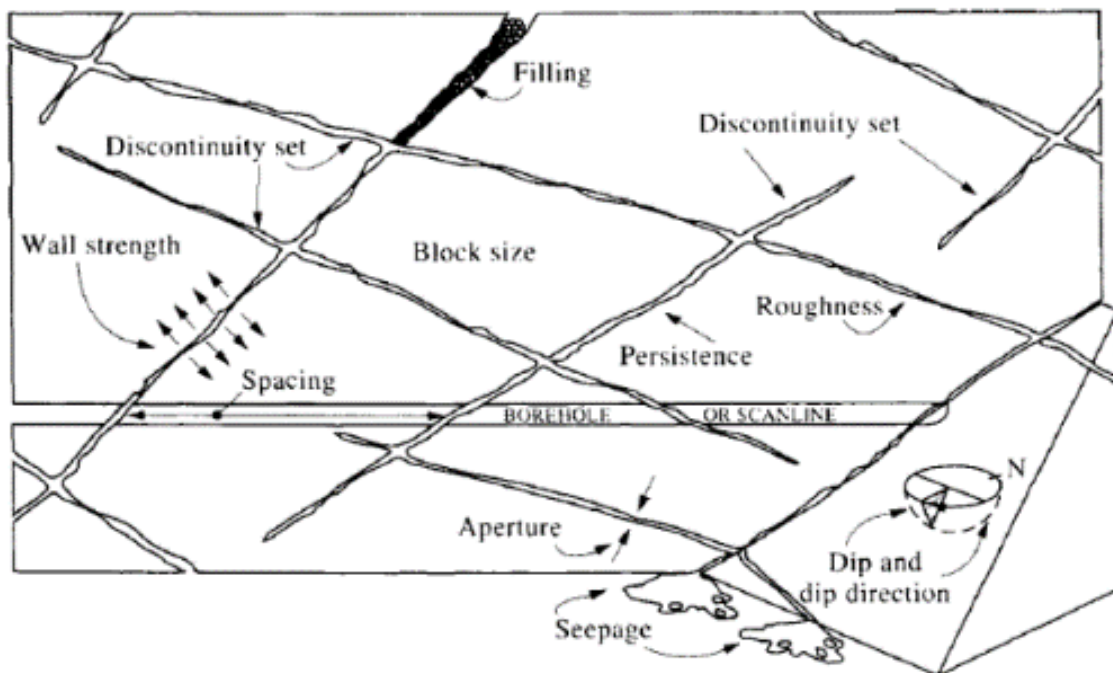 Filling
Discontinuity set
Discontinuity set
Wall strength
Block size
Roughness
Persistence
Spacing
BOREHOLE OR SCANLINE
N
Aperture
Dip and
dip direction
Seepage